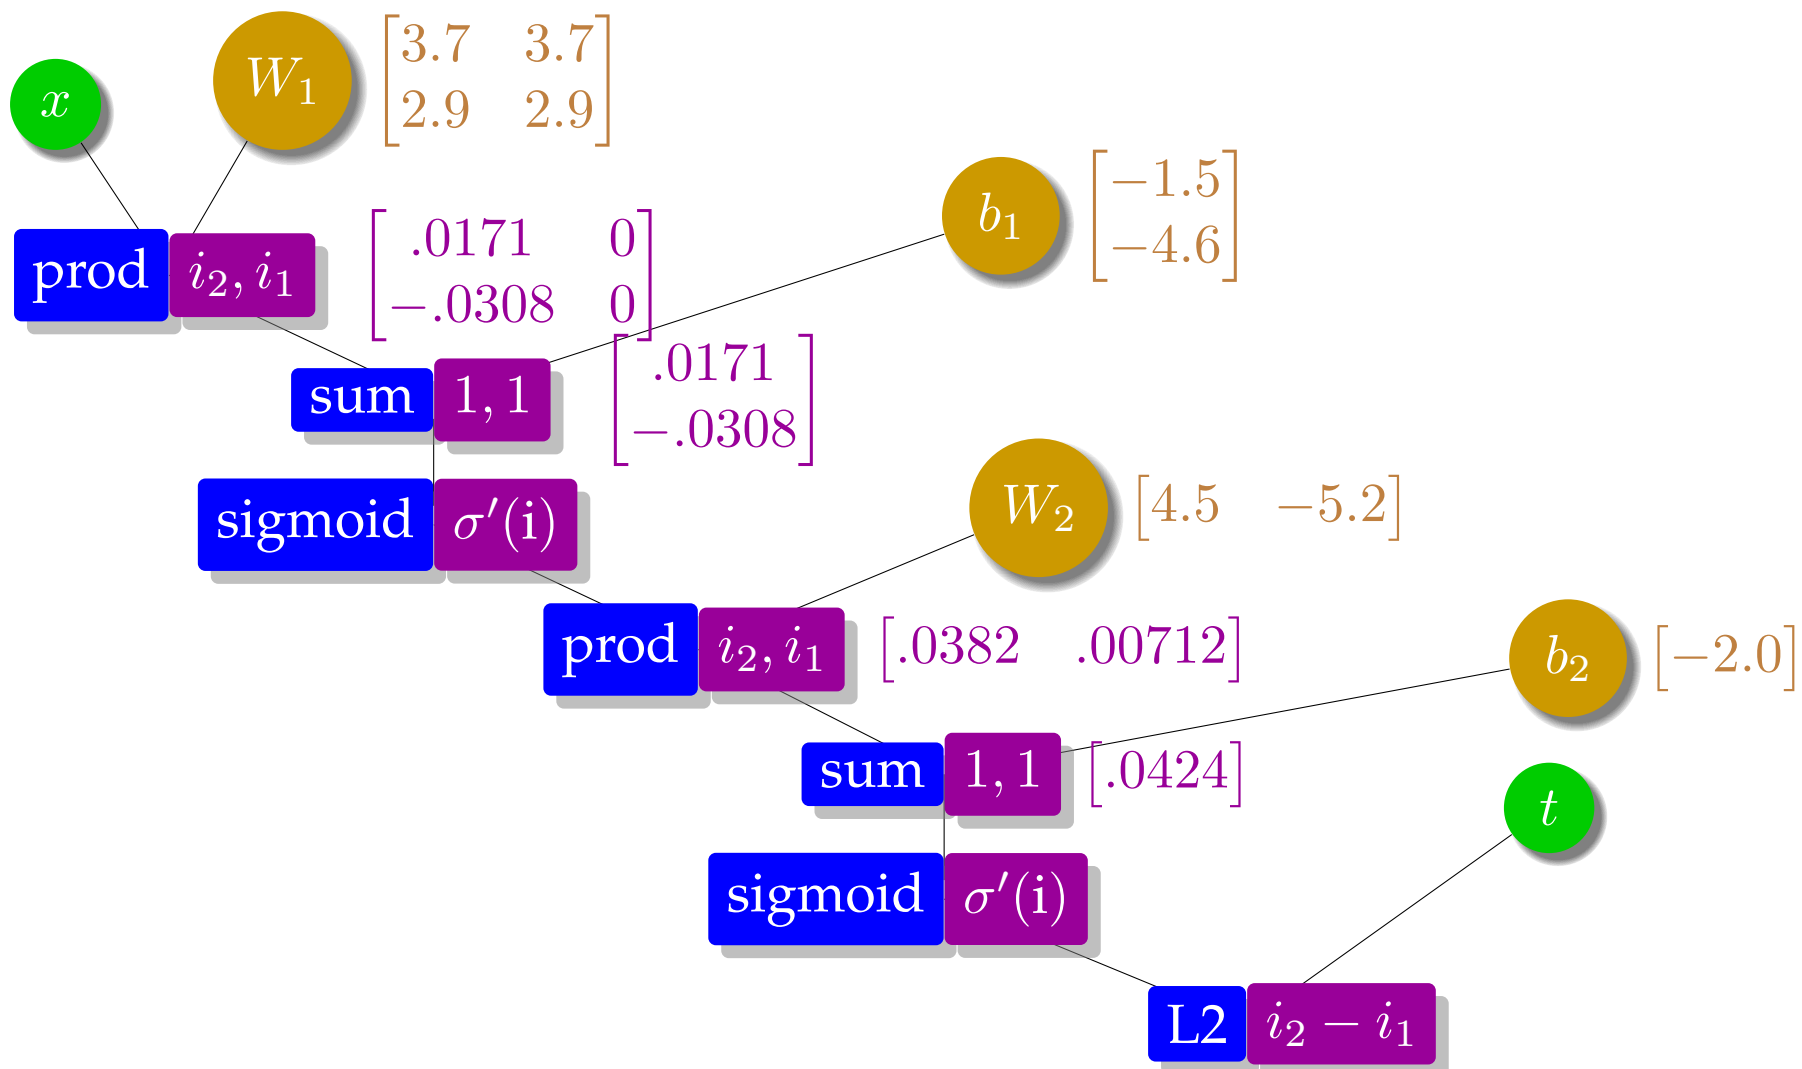 x
W₁
[3.7 3.7
2.9 2.9]
prod i₂, i₁
[.0171 0
−.0308 0]
b₁
[−1.5
−4.6]
sum 1, 1
[.0171
−.0308]
sigmoid σ′(i)
W₂ [4.5 −5.2]
prod i₂, i₁ [.0382 .00712]
b₂ [−2.0]
sum 1, 1 [.0424]
t
sigmoid σ′(i)
L2 i₂ − i₁